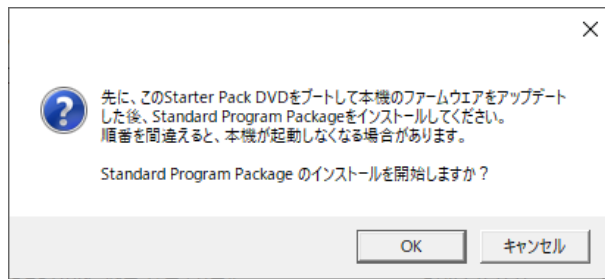 先に、このStarter Pack DVDをブートして本機のファームウエアをアップデート
した後、Standard Program Packageをインストールしてください。
順番を間違えると、本機が起動しなくなる場合があります。
Standard Program Package のインストールを開始しますか？
OK
キャンセル